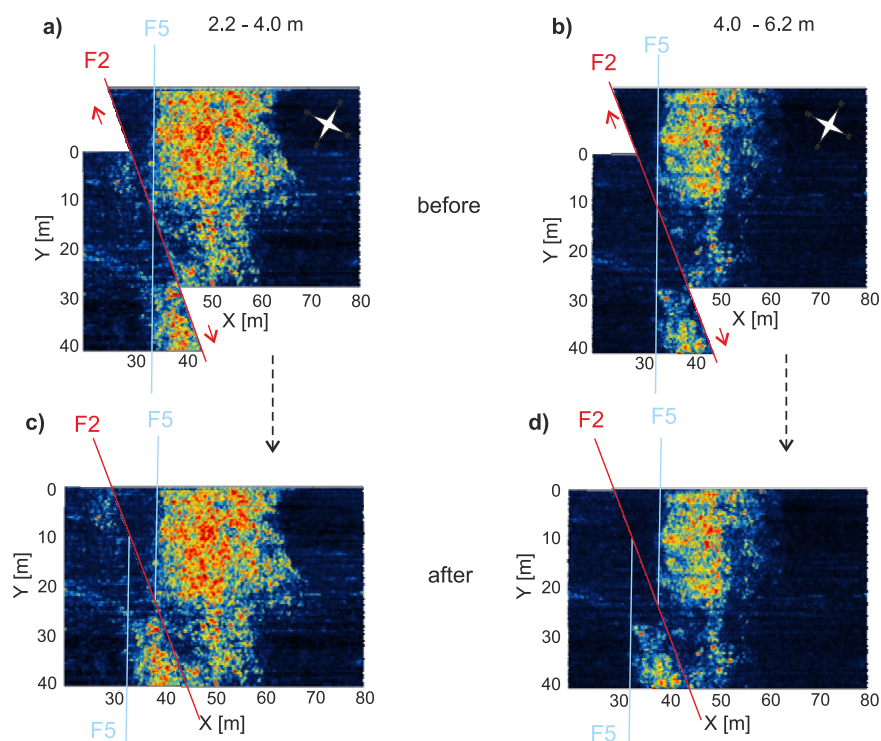 a)
F5
2.2 - 4.0 m
F2
0
10
20
30
40
Y [m]
50 60 70 80
X [m]
30 40
before
b)
F5
4.0 - 6.2 m
F2
0
10
20
30
40
Y [m]
50 60 70 80
X [m]
30 40
c)
F2
F5
0
10
20
30
40
Y [m]
30 40 50 60 70 80
X [m]
F5
after
d)
F2
F5
0
10
20
30
40
Y [m]
30 40 50 60 70 80
X [m]
F5